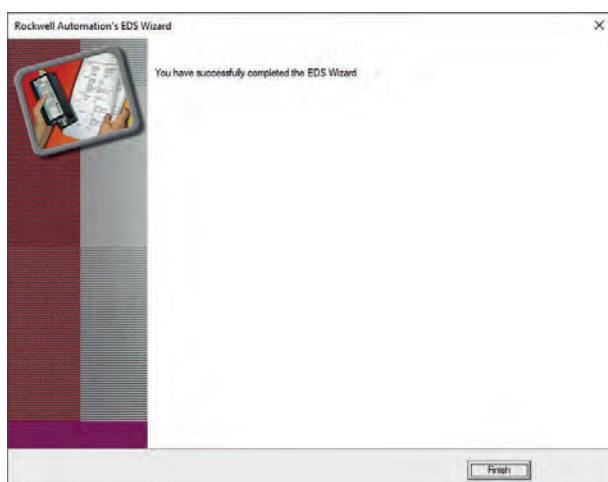 Rockwell Automation's EDS Wizard
You have successfully completed the EDS Wizard.
Finish